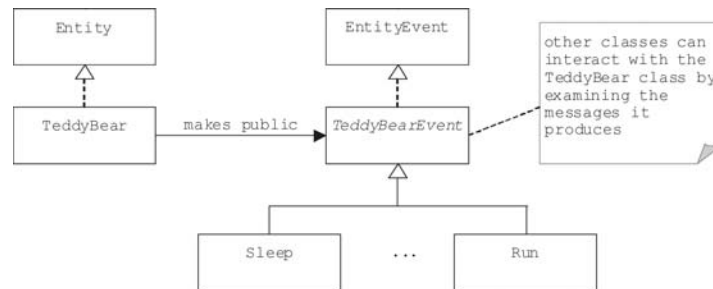 Entity
EntityEvent
other classes can
interact with the
TeddyBear class by
examining the
messages it
produces
TeddyBear
makes public
TeddyBearEvent
Sleep
...
Run